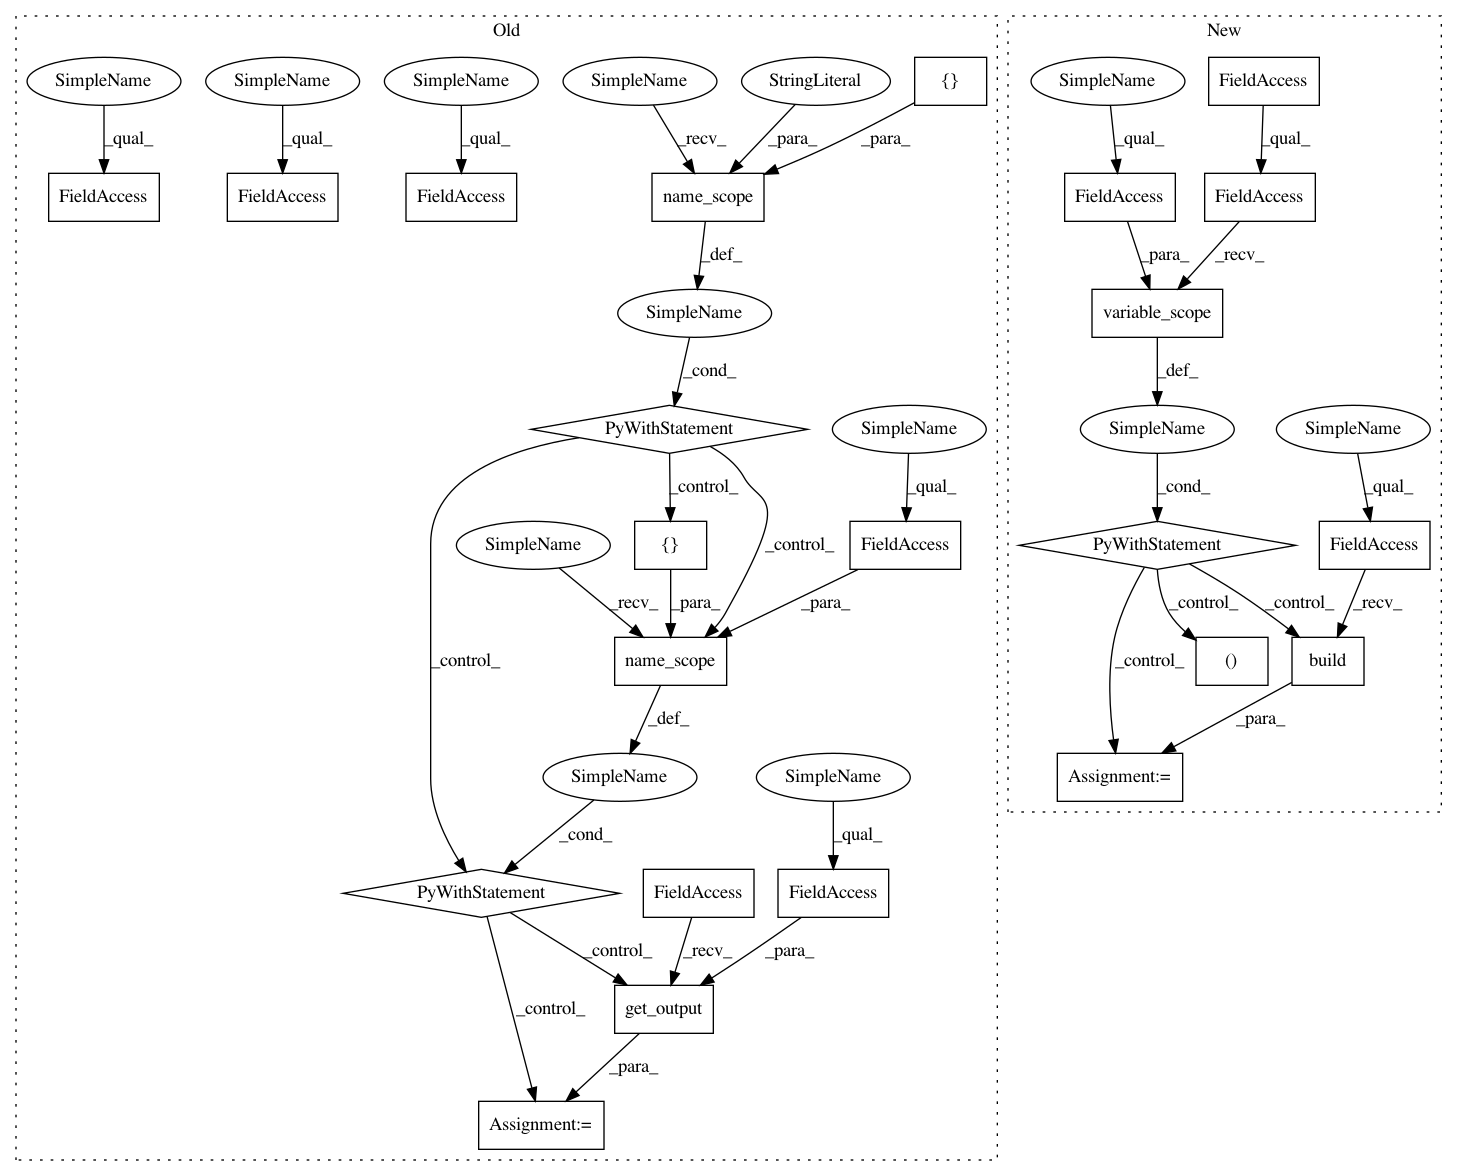 Old
New
SimpleName
SimpleName
SimpleName
SimpleName
StringLiteral
{}
SimpleName
FieldAccess
_qual_
_qual_
_qual_
_recv_
_para_
_para_
_qual_
_qual_
FieldAccess
FieldAccess
FieldAccess
name_scope
FieldAccess
FieldAccess
_def_
_para_
_recv_
SimpleName
variable_scope
_cond_
_def_
PyWithStatement
SimpleName
SimpleName
SimpleName
_control_
_qual_
_cond_
_qual_
SimpleName
{}
_control_
FieldAccess
PyWithStatement
FieldAccess
_recv_
_para_
_para_
_control_
_control_
_recv_
_control_
name_scope
_control_
()
build
_def_
_para_
SimpleName
SimpleName
Assignment:=
_cond_
_qual_
PyWithStatement
FieldAccess
FieldAccess
_control_
_recv_
_para_
_control_
get_output
_para_
Assignment:=